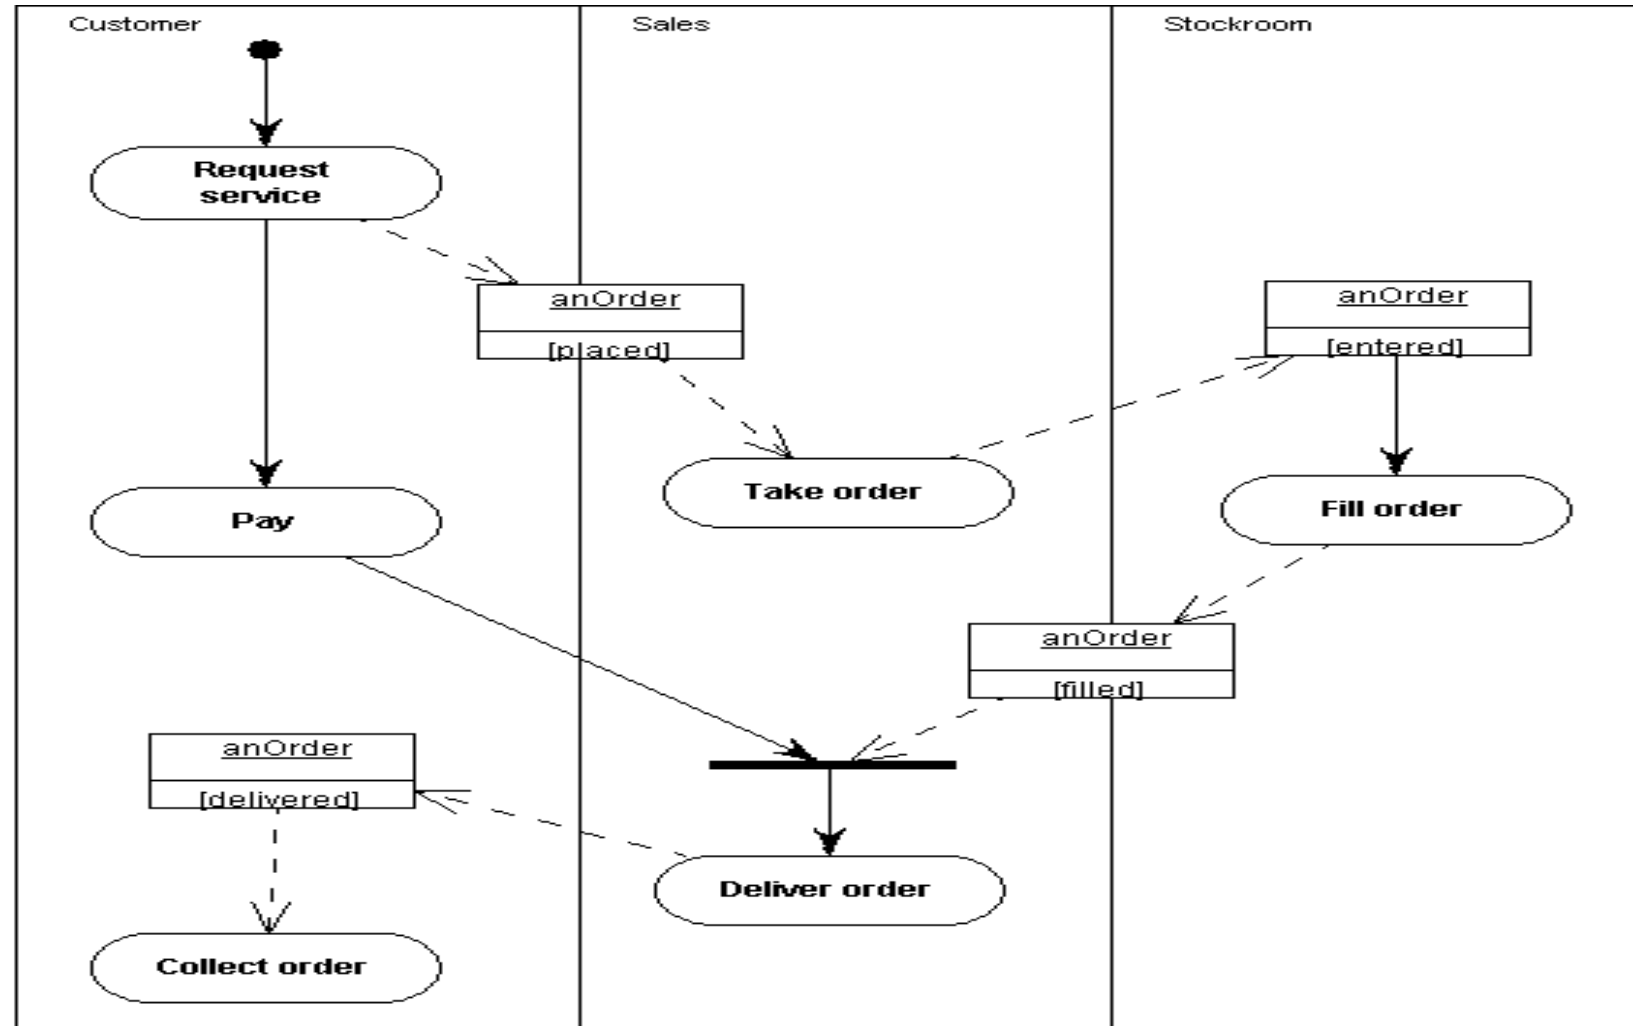 Customer
Sales
Stockroom
Request
service
anOrder
[placed]
anOrder
[entered]
Take order
Fill order
Pay
anOrder
[filled]
anOrder
[delivered]
Deliver order
Collect order